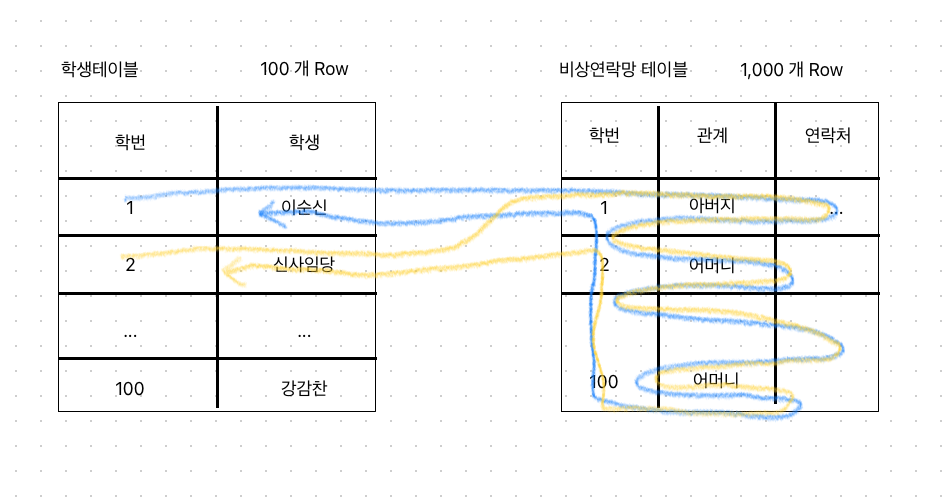 학생테이블 100 개 Row
학번 학생
1 이순신
2 신사임당
... ...
100 강감찬
비상연락망 테이블 1,000 개 Row
학번 관계 연락처
1 아버지 ...
2 어머니
100 어머니